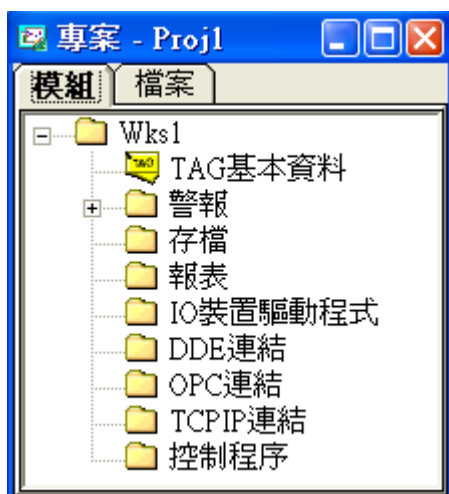 專案 - Proj1
模組 檔案
Wks1
TAG基本資料
警報
存檔
報表
IO裝置驅動程式
DDE連結
OPC連結
TCPIP連結
控制程序